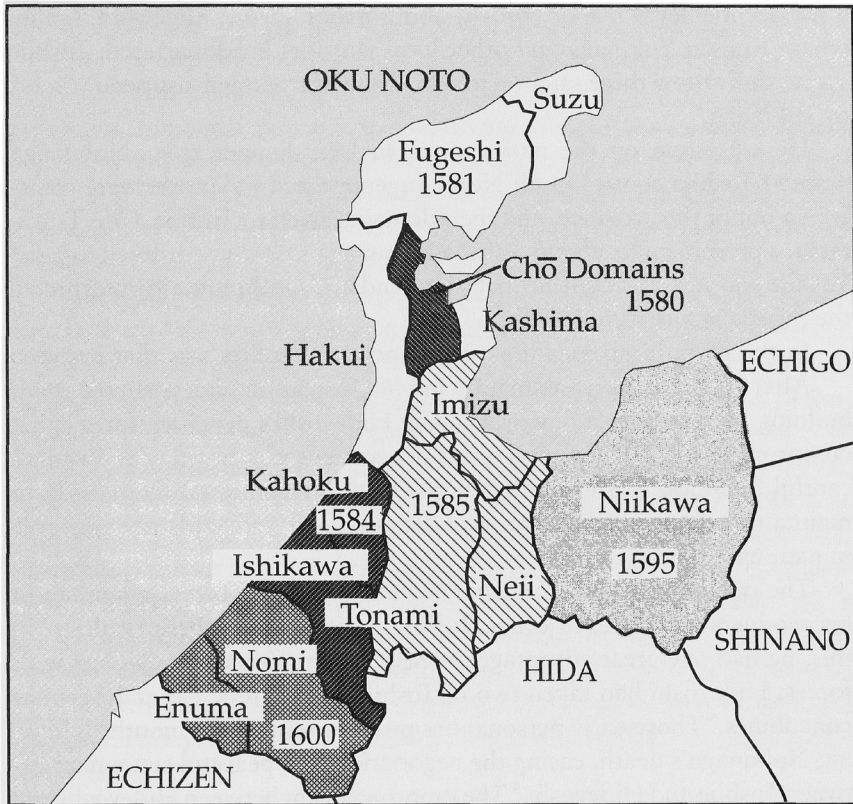 OKU NOTO
Suzu
Fugeshi
1581
Chō Domains
1580
Kashima
Hakui
ECHIGO
Imizu
Kahoku
1584
1585
Niikawa
Ishikawa
1595
Neii
Tonami
SHINANO
Nomi
HIDA
Enuma
1600
ECHIZEN